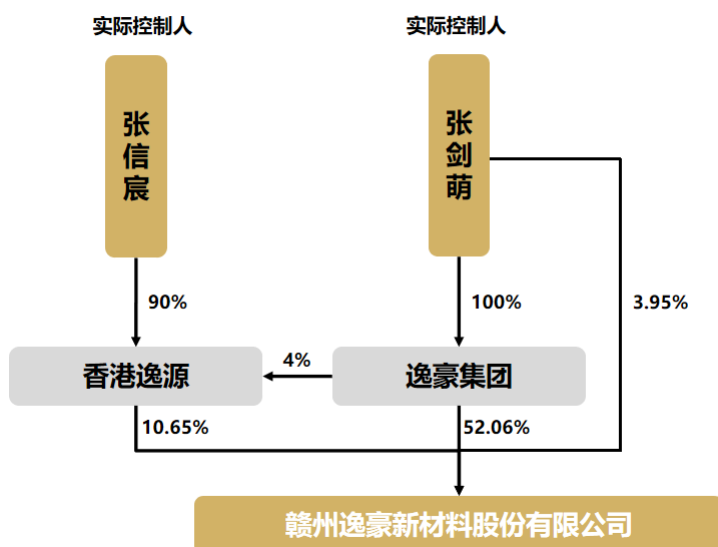 实际控制人
实际控制人
张信宸
张剑萌
90%
100%
3.95%
香港逸源
4%
逸豪集团
10.65%
52.06%
赣州逸豪新材料股份有限公司